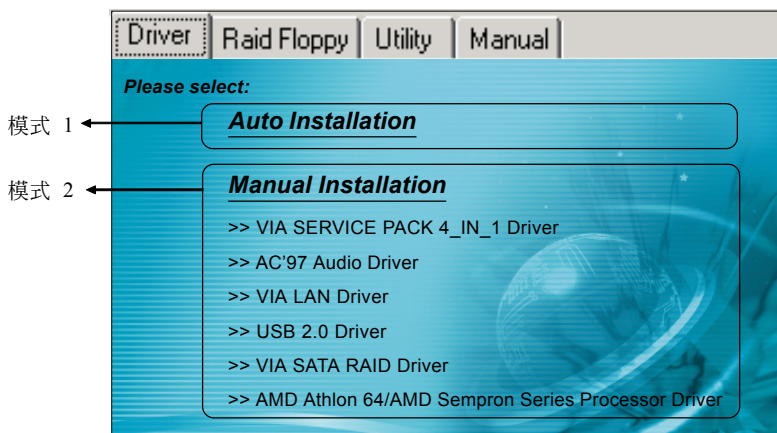 Driver Raid Floppy Utility Manual
Please select:
模式 1
Auto Installation
模式 2
Manual Installation
>> VIA SERVICE PACK 4_IN_1 Driver
>> AC’97 Audio Driver
>> VIA LAN Driver
>> USB 2.0 Driver
>> VIA SATA RAID Driver
>> AMD Athlon 64/AMD Sempron Series Processor Driver